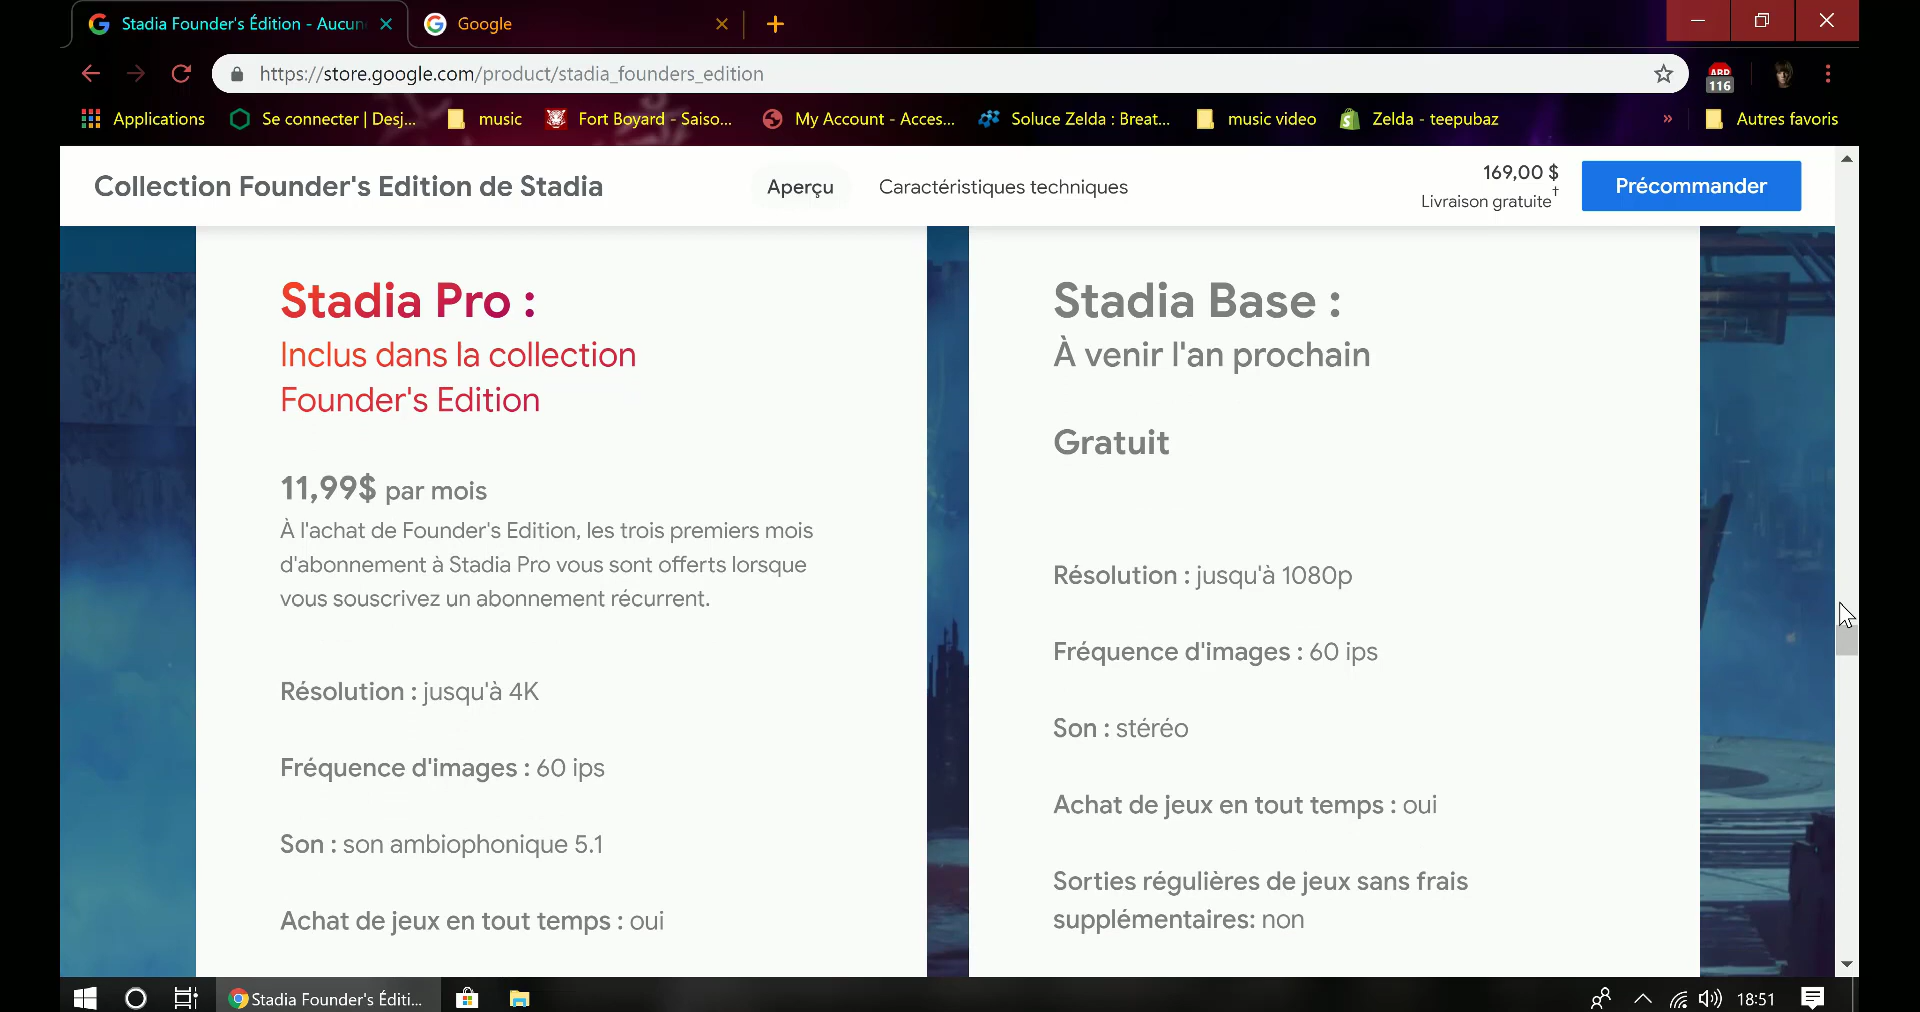 Stadia Founder's Édition - Aucun
Google
https://store.google.com/product/stadia_founders_edition
ABP
116
Applications
Se connecter | Desj...
music
Fort Boyard - Saiso...
My Account - Acces...
Soluce Zelda : Breat...
music video
Zelda - teepubaz
»
Autres favoris
Collection Founder's Edition de Stadia
Aperçu
Caractéristiques techniques
169,00 $
Livraison gratuite†
Précommander
Stadia Pro :
Inclus dans la collection
Founder's Edition
11,99$ par mois
À l'achat de Founder's Edition, les trois premiers mois
d'abonnement à Stadia Pro vous sont offerts lorsque
vous souscrivez un abonnement récurrent.
Résolution : jusqu'à 4K
Fréquence d'images : 60 ips
Son : son ambiophonique 5.1
Achat de jeux en tout temps : oui
Stadia Base :
À venir l'an prochain
Gratuit
Résolution : jusqu'à 1080p
Fréquence d'images : 60 ips
Son : stéréo
Achat de jeux en tout temps : oui
Sorties régulières de jeux sans frais
supplémentaires: non
Stadia Founder's Éditi...
18:51